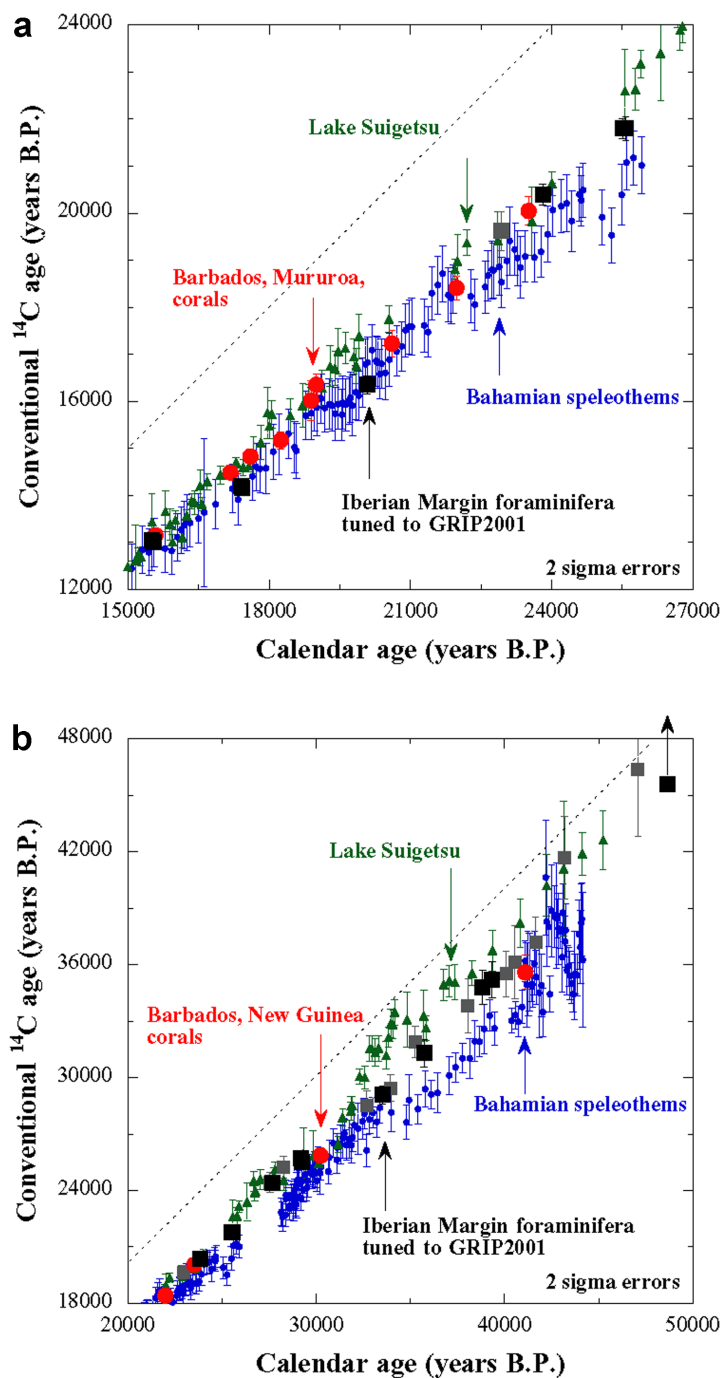 a
24000
20000
16000
12000
Conventional ¹⁴C age (years B.P.)
Lake Suigetsu
Barbados, Mururoa,
corals
Bahamian speleothems
Iberian Margin foraminifera
tuned to GRIP2001
2 sigma errors
15000 18000 21000 24000 27000
Calendar age (years B.P.)
b
48000
42000
36000
30000
24000
18000
Conventional ¹⁴C age (years B.P.)
Lake Suigetsu
Barbados, New Guinea
corals
Bahamian speleothems
Iberian Margin foraminifera
tuned to GRIP2001
2 sigma errors
20000 30000 40000 50000
Calendar age (years B.P.)